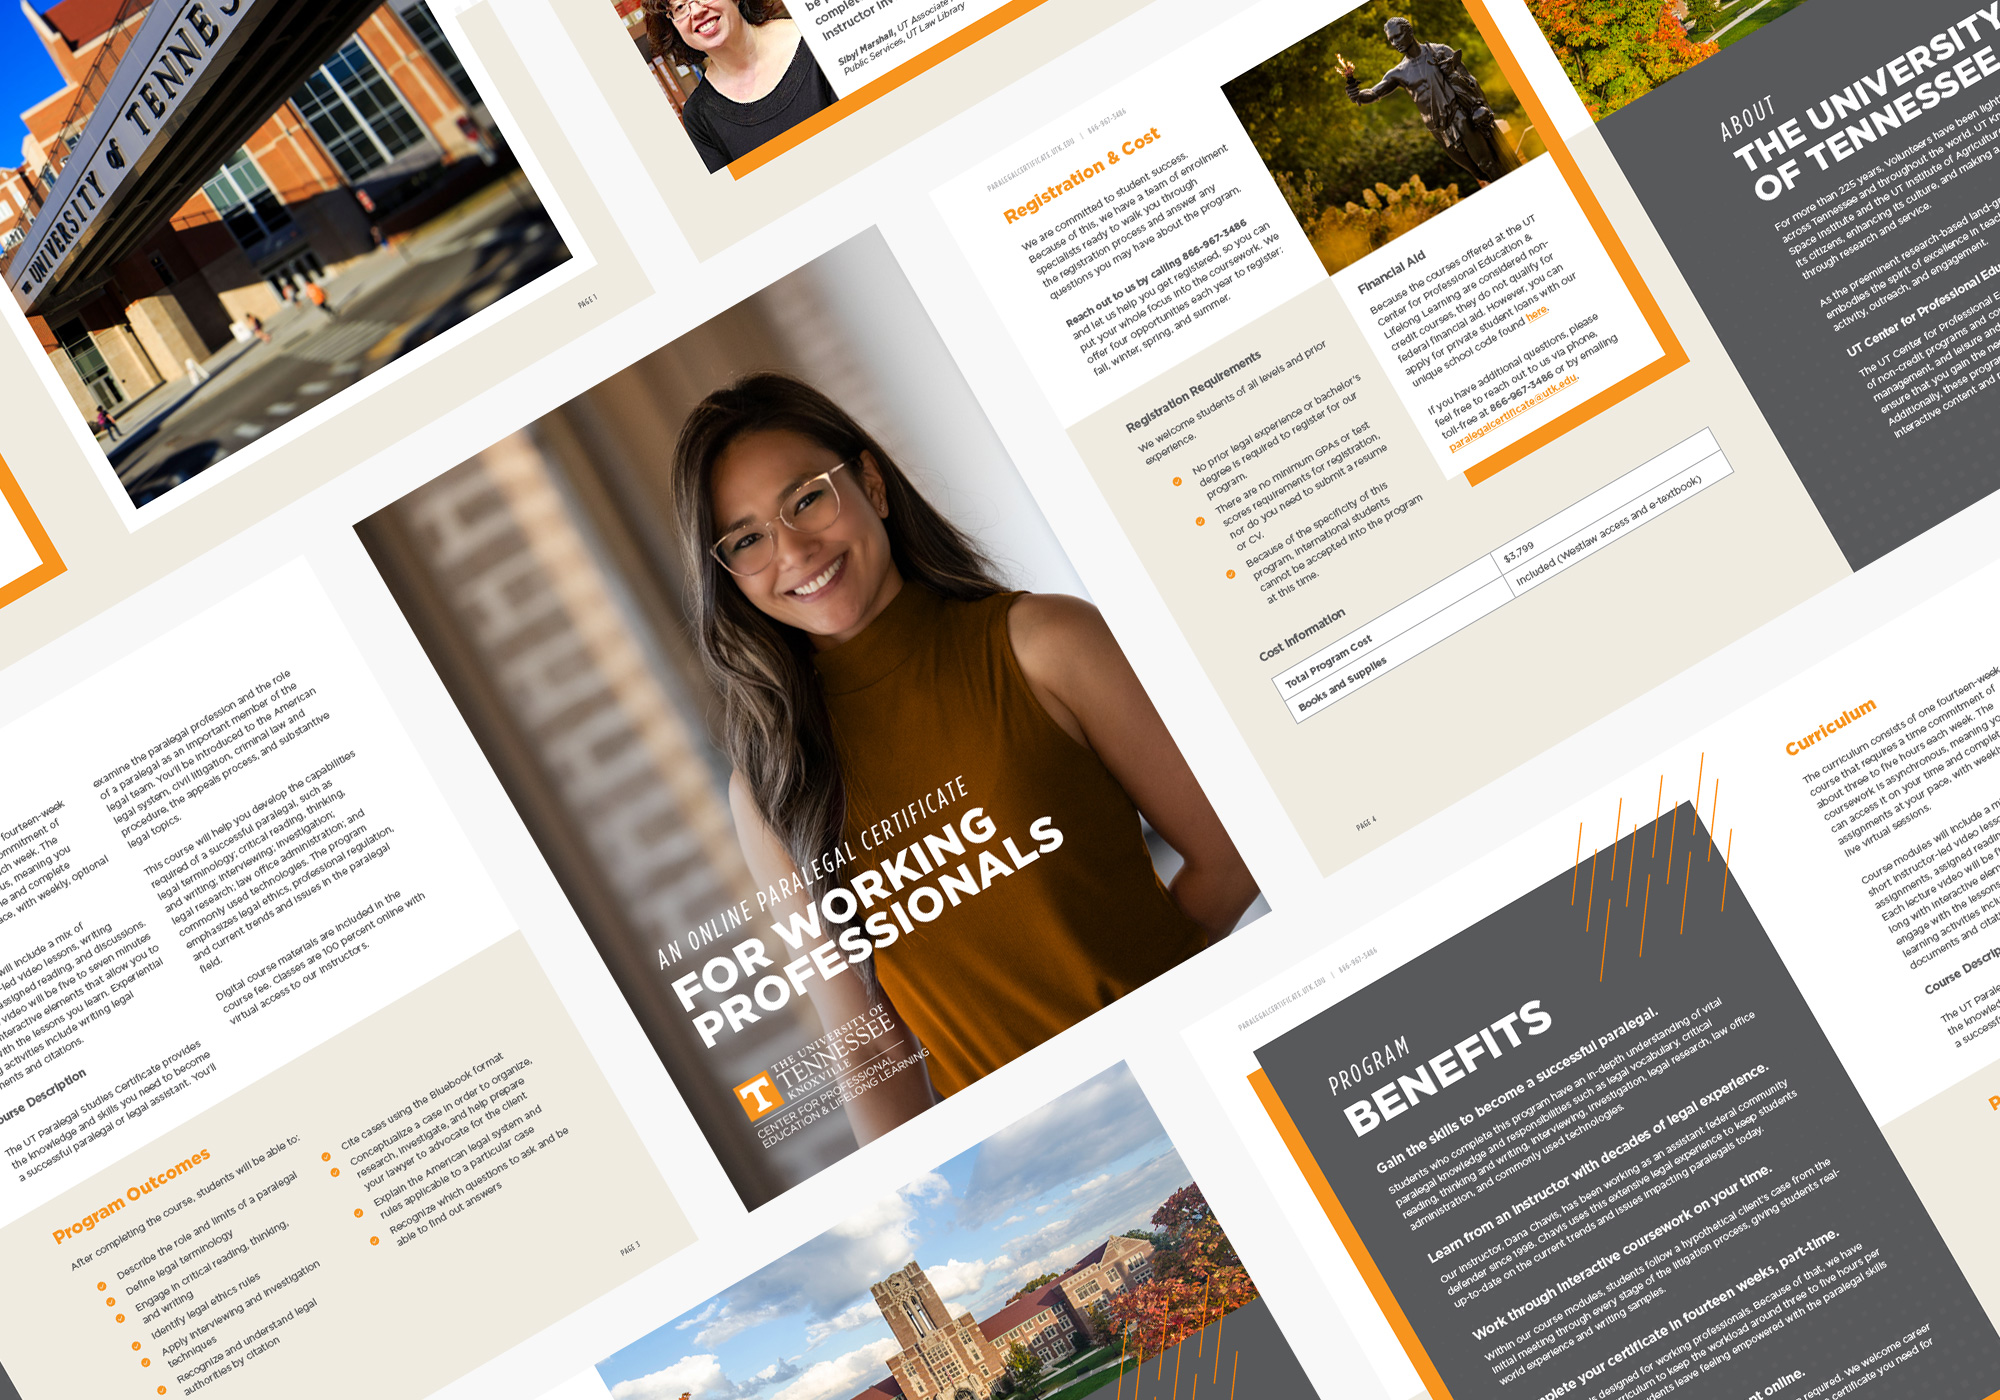 UNIVERSITY of TENNES
PAGE 1
complet
Instructor
Sibyl Marshall, UT Associate
Public Services, UT Law Library
PARALEGALCERTIFICATE.UTK.EDU | 866-967-3486
Registration & Cost
We are committed to student success.
Because of this, we have a team of enrollment
specialists ready to walk you through
the registration process and answer any
questions you may have about the program.
Reach out to us by calling 866-967-3486
and let us help you get registered, so you can
put your whole focus into the coursework. We
offer four opportunities each year to register:
fall, winter, spring, and summer.
Registration Requirements
We welcome students of all levels and prior
experience.
No prior legal experience or bachelor's
degree is required to register for our
program.
There are no minimum GPAs or test
scores requirements for registration,
nor do you need to submit a resume
or CV.
Because of the specificity of this
program, international students
cannot be accepted into the program
at this time.
Financial Aid
Because the courses offered at the UT
Center for Professional Education &
Lifelong Learning are considered non-
credit courses, they do not qualify for
federal financial aid. However, you can
apply for private student loans with our
unique school code found here.
If you have additional questions, please
feel free to reach out to us via phone,
toll-free at 866-967-3486 or by emailing
paralegalcertificate@utk.edu.
Cost Information
Total Program Cost $3,799
Books and Supplies Included (Westlaw access and e-textbook)
PAGE 4
ABOUT
THE UNIVERSITY
OF TENNESSEE
For more than 225 years, Volunteers have been light
across Tennessee and throughout the world. UT Kn
Space Institute and the UT Institute of Agricultur
its citizens, enhancing its culture, and making a
through research and service.
As the preeminent research-based land-gr
embodies the spirit of excellence in teac
activity, outreach, and engagement.
UT Center for Professional Edu
The UT Center for Professional E
of non-credit programs and co
management, and leisure and
ensure that you gain the ne
Additionally, these progra
interactive content and
AN ONLINE PARALEGAL CERTIFICATE
FOR WORKING
PROFESSIONALS
T
THE UNIVERSITY OF
TENNESSEE
KNOXVILLE
CENTER FOR PROFESSIONAL
EDUCATION & LIFELONG LEARNING
fourteen-week
ommitment of
ch week. The
us, meaning you
me and complete
ace, with weekly, optional
will include a mix of
-led video lessons, writing
assigned reading, and discussions.
video will be five to seven minutes
nteractive elements that allow you to
with the lessons you learn. Experiential
g activities include writing legal
ments and citations.
ourse Description
The UT Paralegal Studies Certificate provides
the knowledge and skills you need to become
a successful paralegal or legal assistant. You'll
examine the paralegal profession and the role
of a paralegal as an important member of the
legal team. You'll be introduced to the American
legal system, civil litigation, criminal law and
procedure, the appeals process, and substantive
legal topics.
This course will help you develop the capabilities
required of a successful paralegal, such as
legal terminology; critical reading, thinking,
and writing; interviewing; investigation;
legal research; law office administration; and
commonly used technologies. The program
emphasizes legal ethics, professional regulation,
and current trends and issues in the paralegal
field.
Digital course materials are included in the
course fee. Classes are 100 percent online with
virtual access to our instructors.
Program Outcomes
After completing the course, students will be able to:
Describe the role and limits of a paralegal
Define legal terminology
Engage in critical reading, thinking,
and writing
Identify legal ethics rules
Apply interviewing and investigation
techniques
Recognize and understand legal
authorities by citation
Cite cases using the Bluebook format
Conceptualize a case in order to organize,
research, investigate, and help prepare
your lawyer to advocate for the client
Explain the American legal system and
rules applicable to a particular case
Recognize which questions to ask and be
able to find out answers
PAGE 3
PARALEGALCERTIFICATE.UTK.EDU | 866-967-3486
PROGRAM
BENEFITS
Gain the skills to become a successful paralegal.
Students who complete this program have an in-depth understanding of vital
paralegal knowledge and responsibilities such as legal vocabulary, critical
reading, thinking and writing, interviewing, investigation, legal research, law office
administration, and commonly used technologies.
Learn from an instructor with decades of legal experience.
Our instructor, Dana Chavis, has been working as an assistant federal community
defender since 1998. Chavis uses this extensive legal experience to keep students
up-to-date on the current trends and issues impacting paralegals today.
Work through interactive coursework on your time.
Within our course modules, students follow a hypothetical client's case from the
initial meeting through every stage of the litigation process, giving students real-
world experience and writing samples.
plete your certificate in fourteen weeks, part-time.
s designed for working professionals. Because of that, we have
urriculum to keep the workload around three to five hours per
dents leave feeling empowered with the paralegal skills
nt online.
required. We welcome career
e certificate you need for
Curriculum
The curriculum consists of one fourteen-week
course that requires a time commitment of
about three to five hours each week. The
coursework is asynchronous, meaning yo
can access it on your time and complet
assignments at your pace, with weekl
live virtual sessions.
Course modules will include a mi
short instructor-led video lesso
assignments, assigned readin
Each lecture video will be fi
long with interactive elem
engage with the lessons
learning activities inclu
documents and citati
Course Descrip
The UT Parale
the knowled
a successf